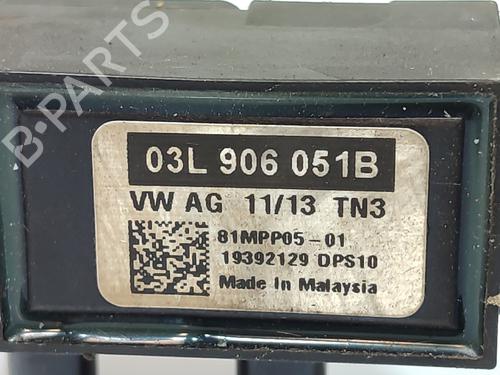 B-PARTS
03L 906 051B
VW AG 11/13 TN3
81MPP05-01
19392129 DPS10
Made In Malaysia